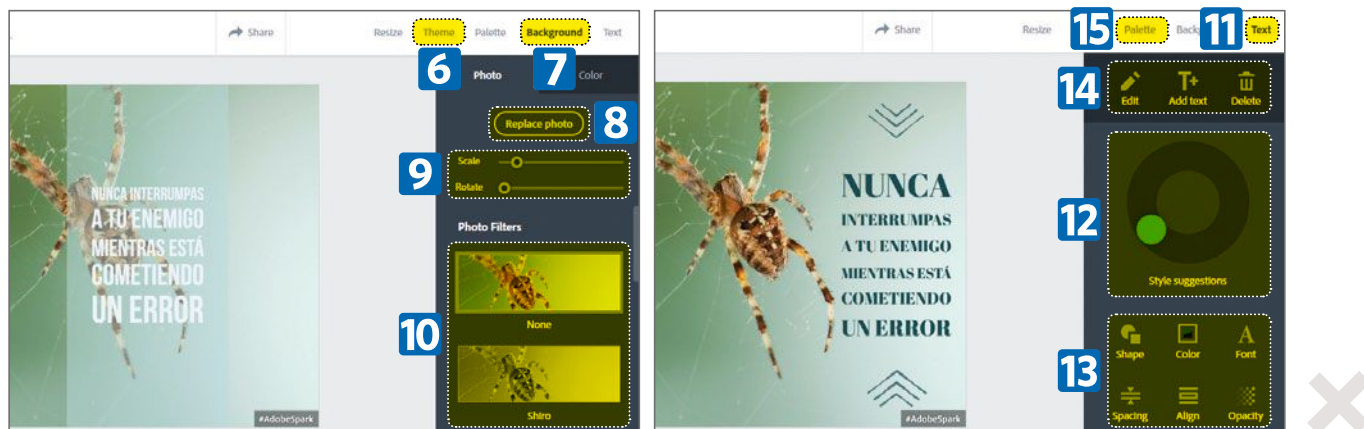 Share
Resize Theme Palette Background Text
6
7
Photo Color
Replace photo
8
9
Scale
Rotate
Photo Filters
10
None
Shiro
NUNCA INTERRUMPAS
A TU ENEMIGO
MIENTRAS ESTÁ
COMETIENDO
UN ERROR
#AdobeSpark
Share
Resize 15 Palette 11 Text
14
Edit Add text Delete
12
Style suggestions
13
Shape Color Font
Spacing Align Opacity
NUNCA
INTERRUMPAS
A TU ENEMIGO
MIENTRAS ESTÁ
COMETIENDO
UN ERROR
#AdobeSpark